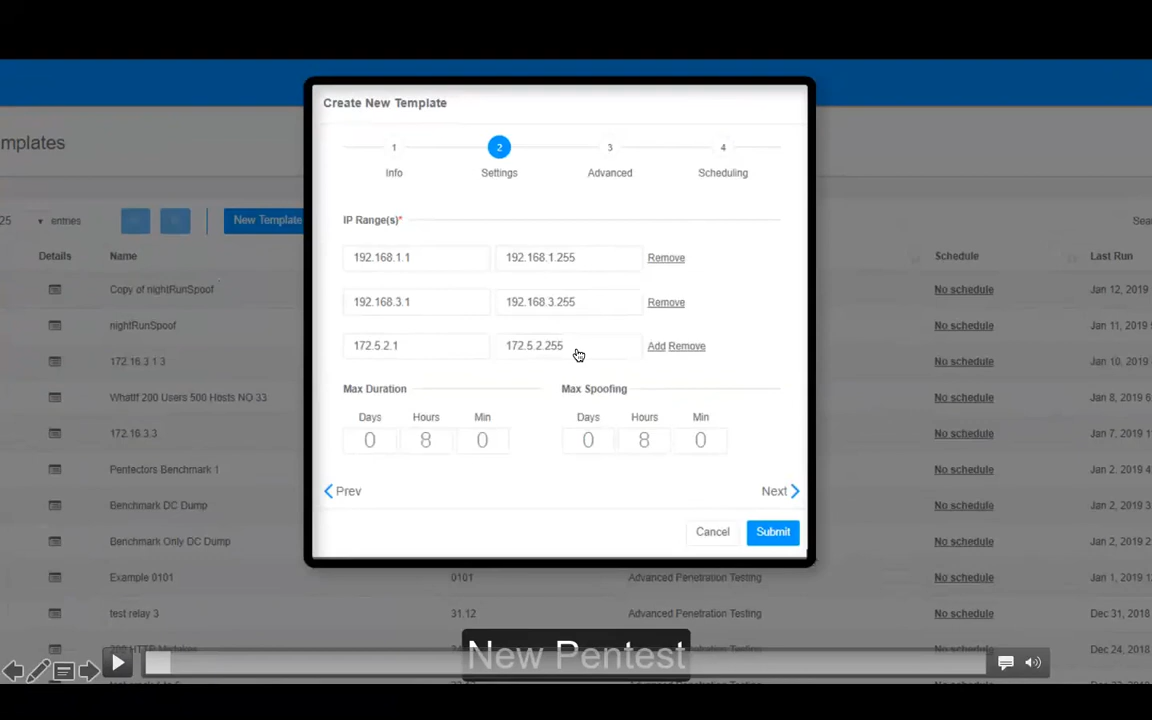 Create New Template
mplates
1 2 3 4
Info Settings Advanced Scheduling
25 entries New Template
IP Range(s)*
Details Name Schedule Last Run
192.168.1.1 192.168.1.255 Remove
Copy of nightRunSpoof No schedule Jan 12, 2019
192.168.3.1 192.168.3.255 Remove
nightRunSpoof No schedule Jan 11, 2019
172.5.2.1 172.5.2.255 Add Remove
172.16.3 1 3 No schedule Jan 10, 2019
Max Duration Max Spoofing
WhatIf 200 Users 500 Hosts NO 33 No schedule Jan 8, 2019 6
Days Hours Min Days Hours Min
0 8 0 0 8 0
172.16.3.3 No schedule Jan 7, 2019 1
Pentectors Benchmark 1 No schedule Jan 2, 2019 4
Prev Next
Benchmark DC Dump No schedule Jan 2, 2019 3
Cancel Submit
Benchmark Only DC Dump No schedule Jan 2, 2019
Example 0101 0101 Advanced Penetration Testing No schedule Jan 1, 2019 1
test relay 3 31.12 Advanced Penetration Testing No schedule Dec 31, 2018
HTTP No schedule Dec 24, 2018
New Pentest